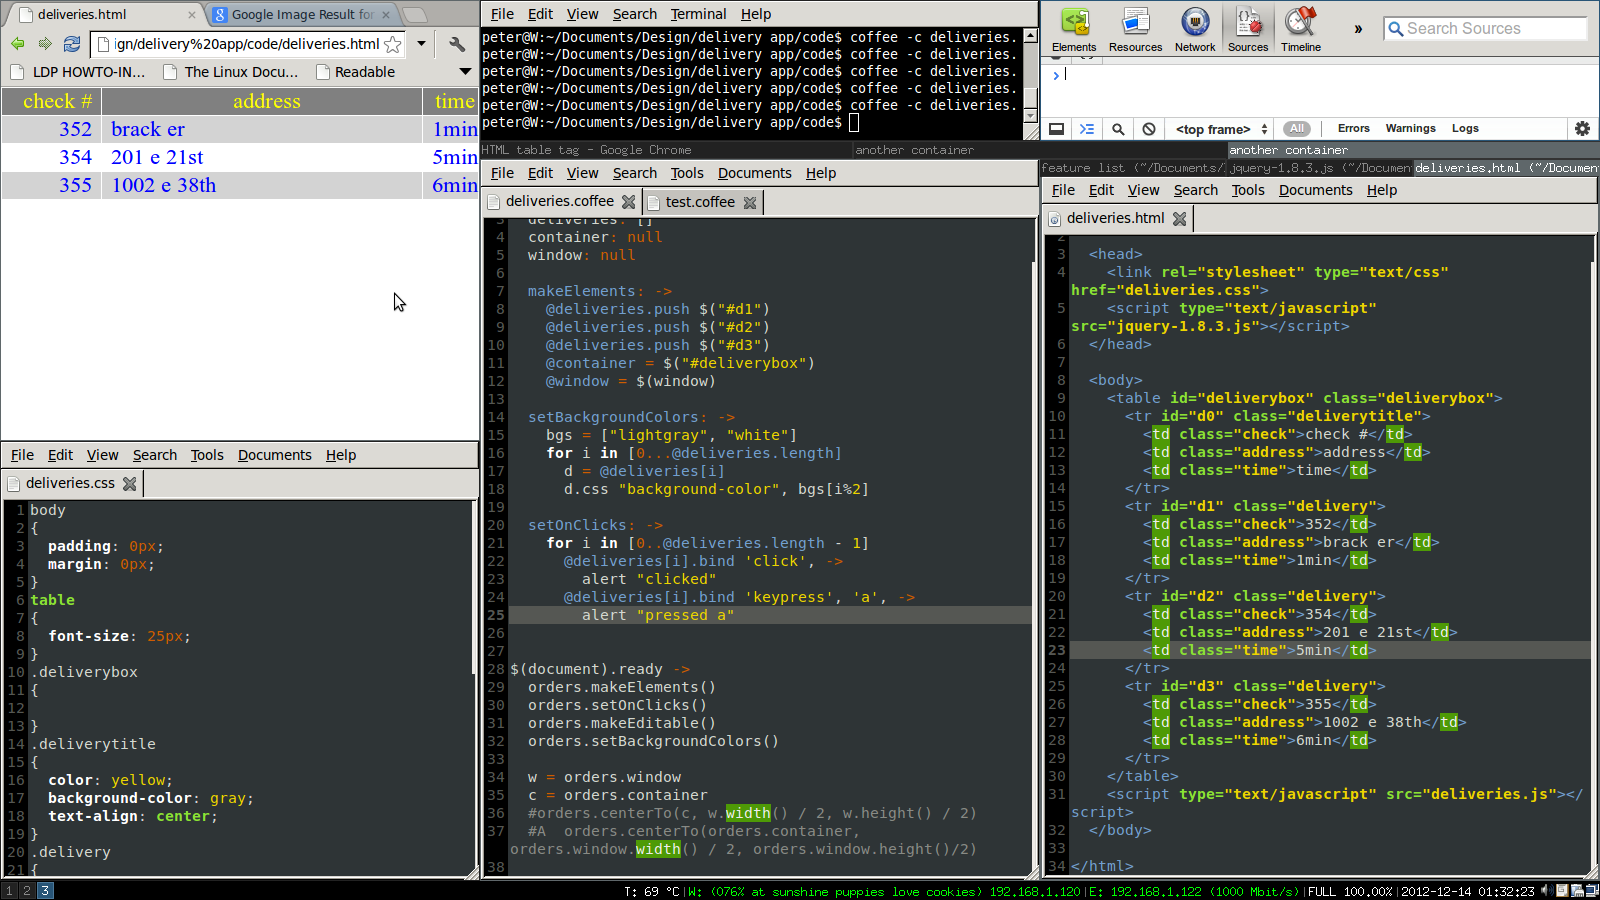 deliveries.html
Google Image Result for
ign/delivery%20app/code/deliveries.html
LDP HOWTO-IN...
The Linux Docu...
Readable
check # address time
352 brack er 1min
354 201 e 21st 5min
355 1002 e 38th 6min
File Edit View Search Tools Documents Help
deliveries.css
1 body
2 {
3 padding: 0px;
4 margin: 0px;
5 }
6 table
7 {
8 font-size: 25px;
9 }
10 .deliverybox
11 {
12
13 }
14 .deliverytitle
15 {
16 color: yellow;
17 background-color: gray;
18 text-align: center;
19 }
20 .delivery
21 {
File Edit View Search Terminal Help
peter@W:~/Documents/Design/delivery app/code$ coffee -c deliveries.
peter@W:~/Documents/Design/delivery app/code$ coffee -c deliveries.
peter@W:~/Documents/Design/delivery app/code$ coffee -c deliveries.
peter@W:~/Documents/Design/delivery app/code$ coffee -c deliveries.
peter@W:~/Documents/Design/delivery app/code$ coffee -c deliveries.
peter@W:~/Documents/Design/delivery app/code$
HTML table tag - Google Chrome
another container
File Edit View Search Tools Documents Help
deliveries.coffee
test.coffee
3 deliveries: []
4 container: null
5 window: null
6
7 makeElements: ->
8 @deliveries.push $("#d1")
9 @deliveries.push $("#d2")
10 @deliveries.push $("#d3")
11 @container = $("#deliverybox")
12 @window = $(window)
13
14 setBackgroundColors: ->
15 bgs = ["lightgray", "white"]
16 for i in [0...@deliveries.length]
17 d = @deliveries[i]
18 d.css "background-color", bgs[i%2]
19
20 setOnClicks: ->
21 for i in [0..@deliveries.length - 1]
22 @deliveries[i].bind 'click', ->
23 alert "clicked"
24 @deliveries[i].bind 'keypress', 'a', ->
25 alert "pressed a"
26
27
28 $(document).ready ->
29 orders.makeElements()
30 orders.setOnClicks()
31 orders.makeEditable()
32 orders.setBackgroundColors()
33
34 w = orders.window
35 c = orders.container
36 #orders.centerTo(c, w.width() / 2, w.height() / 2)
37 #A orders.centerTo(orders.container,
orders.window.width() / 2, orders.window.height()/2)
38
Elements Resources Network Sources Timeline » Search Sources
>
<top frame> All Errors Warnings Logs
another container
feature list (~/Documents/ jquery-1.8.3.js (~/Documen deliveries.html (~/Documen
File Edit View Search Tools Documents Help
deliveries.html
2
3 <head>
4 <link rel="stylesheet" type="text/css"
href="deliveries.css">
5 <script type="text/javascript"
src="jquery-1.8.3.js"></script>
6 </head>
7
8 <body>
9 <table id="deliverybox" class="deliverybox">
10 <tr id="d0" class="deliverytitle">
11 <td class="check">check #</td>
12 <td class="address">address</td>
13 <td class="time">time</td>
14 </tr>
15 <tr id="d1" class="delivery">
16 <td class="check">352</td>
17 <td class="address">brack er</td>
18 <td class="time">1min</td>
19 </tr>
20 <tr id="d2" class="delivery">
21 <td class="check">354</td>
22 <td class="address">201 e 21st</td>
23 <td class="time">5min</td>
24 </tr>
25 <tr id="d3" class="delivery">
26 <td class="check">355</td>
27 <td class="address">1002 e 38th</td>
28 <td class="time">6min</td>
29 </tr>
30 </table>
31 <script type="text/javascript" src="deliveries.js"></
script>
32 </body>
33
34 </html>
1 2 3
T: 69 °C|W: (076% at sunshine puppies love cookies) 192.168.1.120|E: 192.168.1.122 (1000 Mbit/s)|FULL 100.00%|2012-12-14 01:32:23